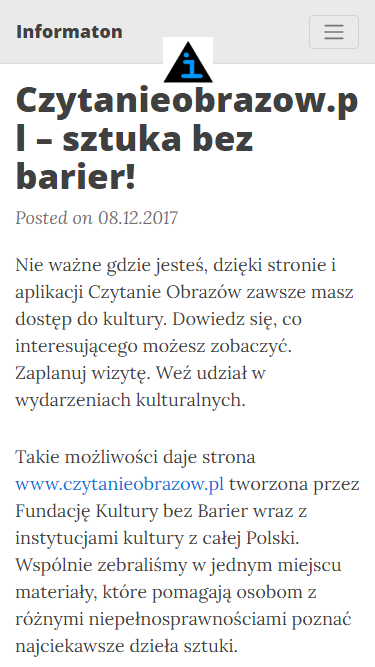 Informaton
i
Czytanieobrazow.p
l – sztuka bez
barier!
Posted on 08.12.2017
Nie ważne gdzie jesteś, dzięki stronie i
aplikacji Czytanie Obrazów zawsze masz
dostęp do kultury. Dowiedz się, co
interesującego możesz zobaczyć.
Zaplanuj wizytę. Weź udział w
wydarzeniach kulturalnych.
Takie możliwości daje strona
www.czytanieobrazow.pl tworzona przez
Fundację Kultury bez Barier wraz z
instytucjami kultury z całej Polski.
Wspólnie zebraliśmy w jednym miejscu
materiały, które pomagają osobom z
różnymi niepełnosprawnościami poznać
najciekawsze dzieła sztuki.